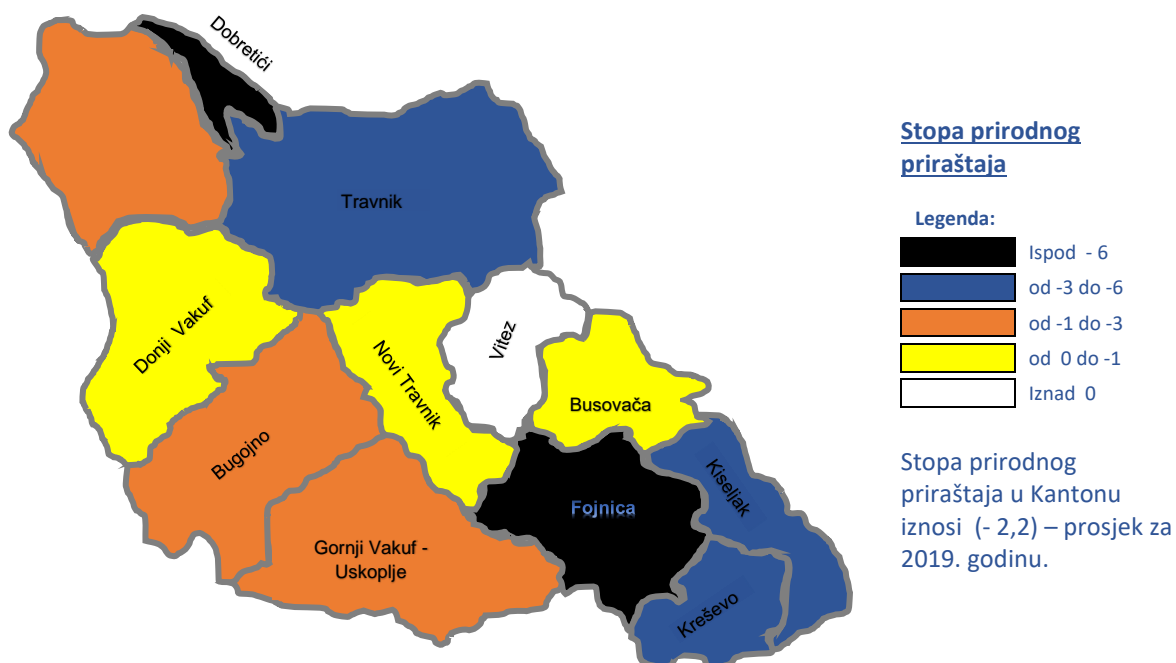 Dobretići
Travnik
Donji Vakuf
Novi Travnik
Vitez
Busovača
Bugojno
Kiseljak
Fojnica
Gornji Vakuf -
Uskoplje
Kreševo
Stopa prirodnog
priraštaja
Legenda:
Ispod - 6
od -3 do -6
od -1 do -3
od 0 do -1
Iznad 0
Stopa prirodnog
priraštaja u Kantonu
iznosi (- 2,2) – prosjek za
2019. godinu.